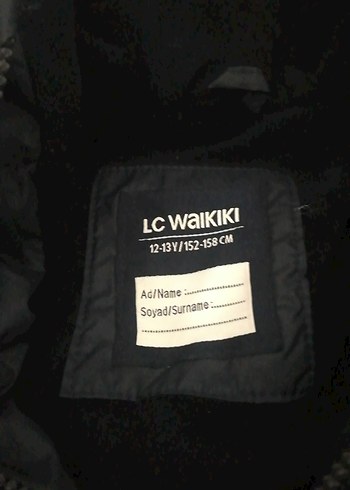 LC WAIKIKI
12-13Y/152-158 CM
Ad/Name :
Soyad/Surname :